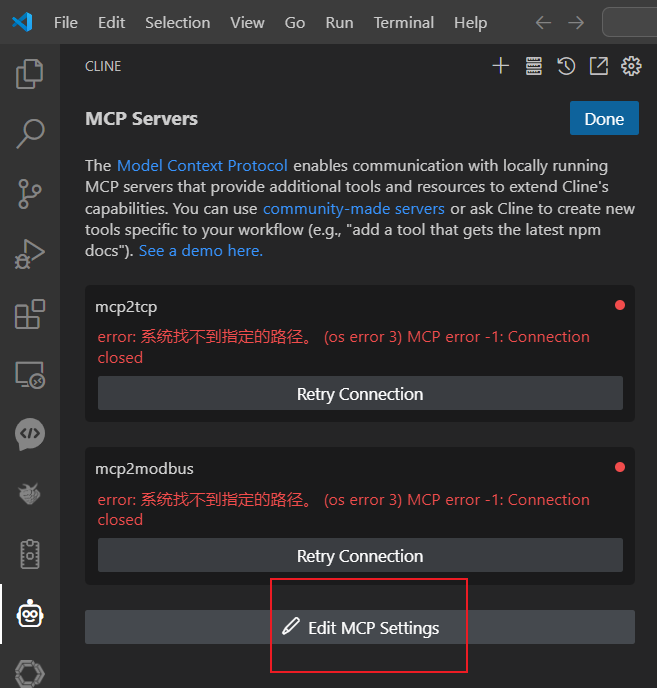 File Edit Selection View Go Run Terminal Help
CLINE
MCP Servers
Done
The Model Context Protocol enables communication with locally running
MCP servers that provide additional tools and resources to extend Cline's
capabilities. You can use community-made servers or ask Cline to create new
tools specific to your workflow (e.g., "add a tool that gets the latest npm
docs"). See a demo here.
mcp2tcp
error: 系统找不到指定的路径。 (os error 3) MCP error -1: Connection
closed
Retry Connection
mcp2modbus
error: 系统找不到指定的路径。 (os error 3) MCP error -1: Connection
closed
Retry Connection
Edit MCP Settings